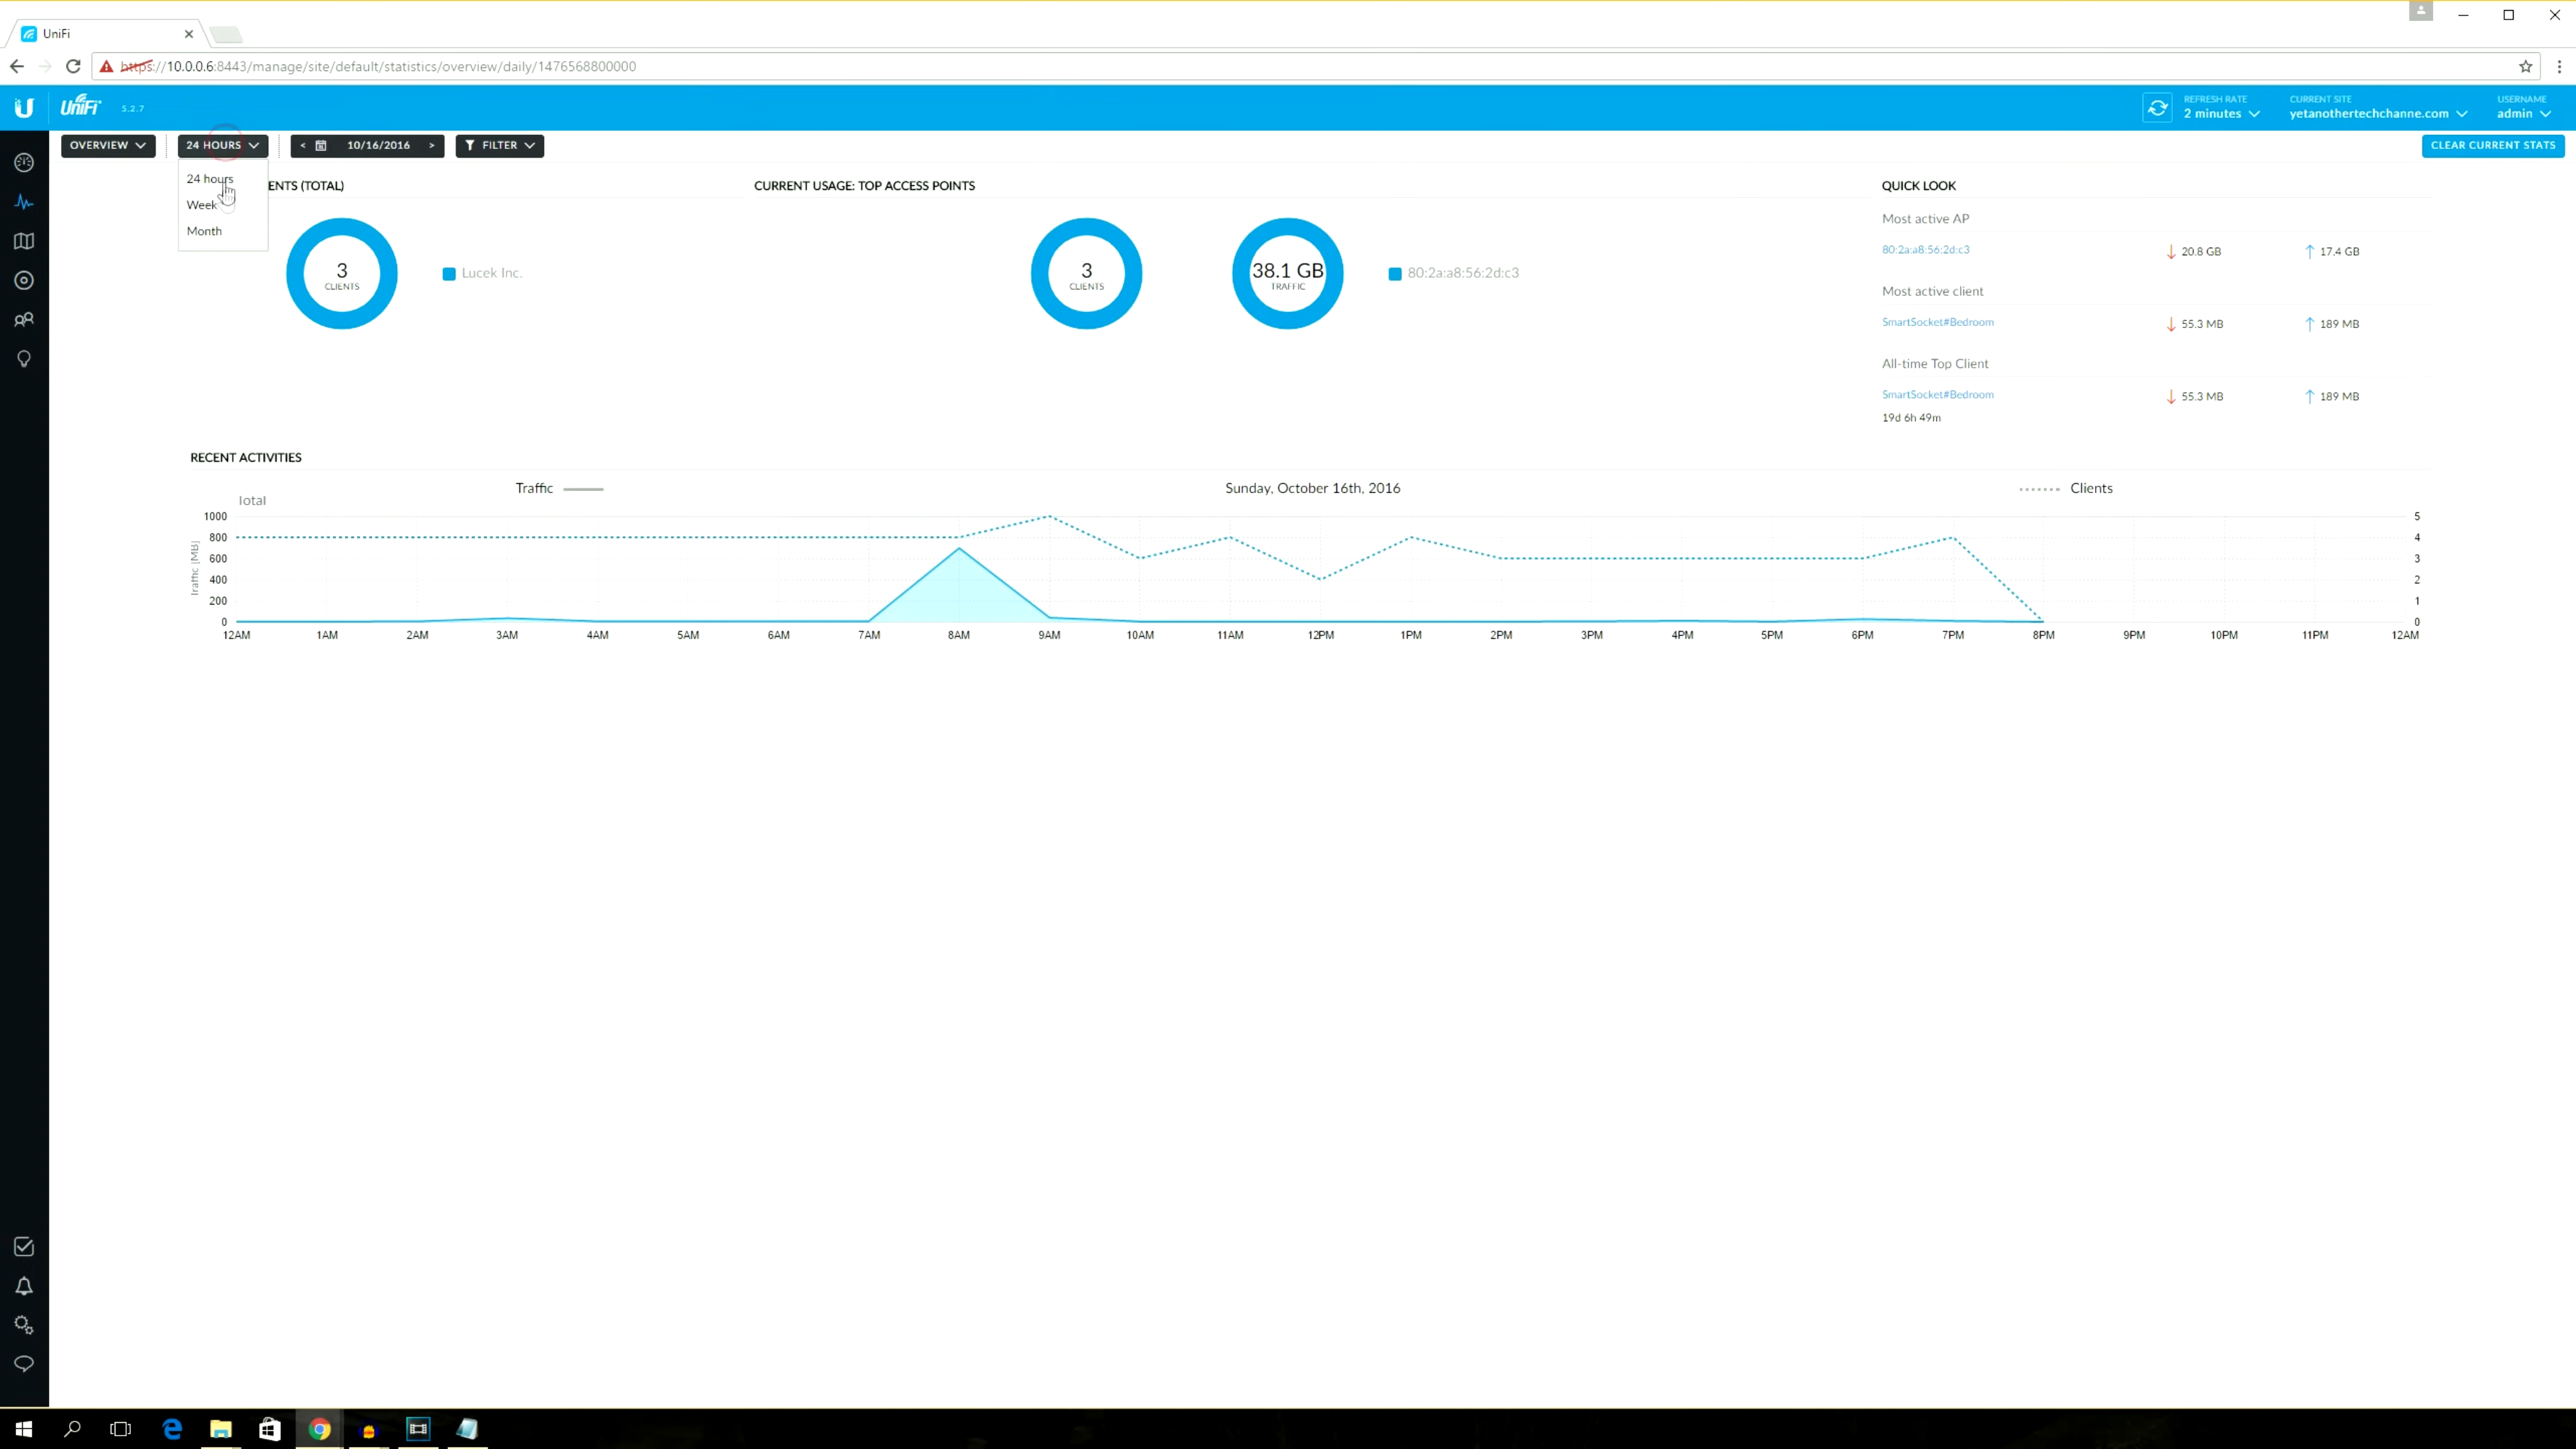 UniFi
https://10.0.0.6:8443/manage/site/default/statistics/overview/daily/1476568800000
UniFi 5.2.7
REFRESH RATE
2 minutes
CURRENT SITE
yetanothertechchanne.com
USERNAME
admin
OVERVIEW
24 HOURS
< 10/16/2016 >
FILTER
CLEAR CURRENT STATS
24 hours
Week
Month
ENTS (TOTAL)
3
CLIENTS
Lucek Inc.
CURRENT USAGE: TOP ACCESS POINTS
3
CLIENTS
38.1 GB
TRAFFIC
80:2a:a8:56:2d:c3
QUICK LOOK
Most active AP
80:2a:a8:56:2d:c3 ↓ 20.8 GB ↑ 17.4 GB
Most active client
SmartSocket#Bedroom ↓ 55.3 MB ↑ 189 MB
All-time Top Client
SmartSocket#Bedroom ↓ 55.3 MB ↑ 189 MB
19d 6h 49m
RECENT ACTIVITIES
Traffic
Sunday, October 16th, 2016
Clients
Total
Traffic [MB]
1000
800
600
400
200
0
5
4
3
2
1
0
12AM 1AM 2AM 3AM 4AM 5AM 6AM 7AM 8AM 9AM 10AM 11AM 12PM 1PM 2PM 3PM 4PM 5PM 6PM 7PM 8PM 9PM 10PM 11PM 12AM